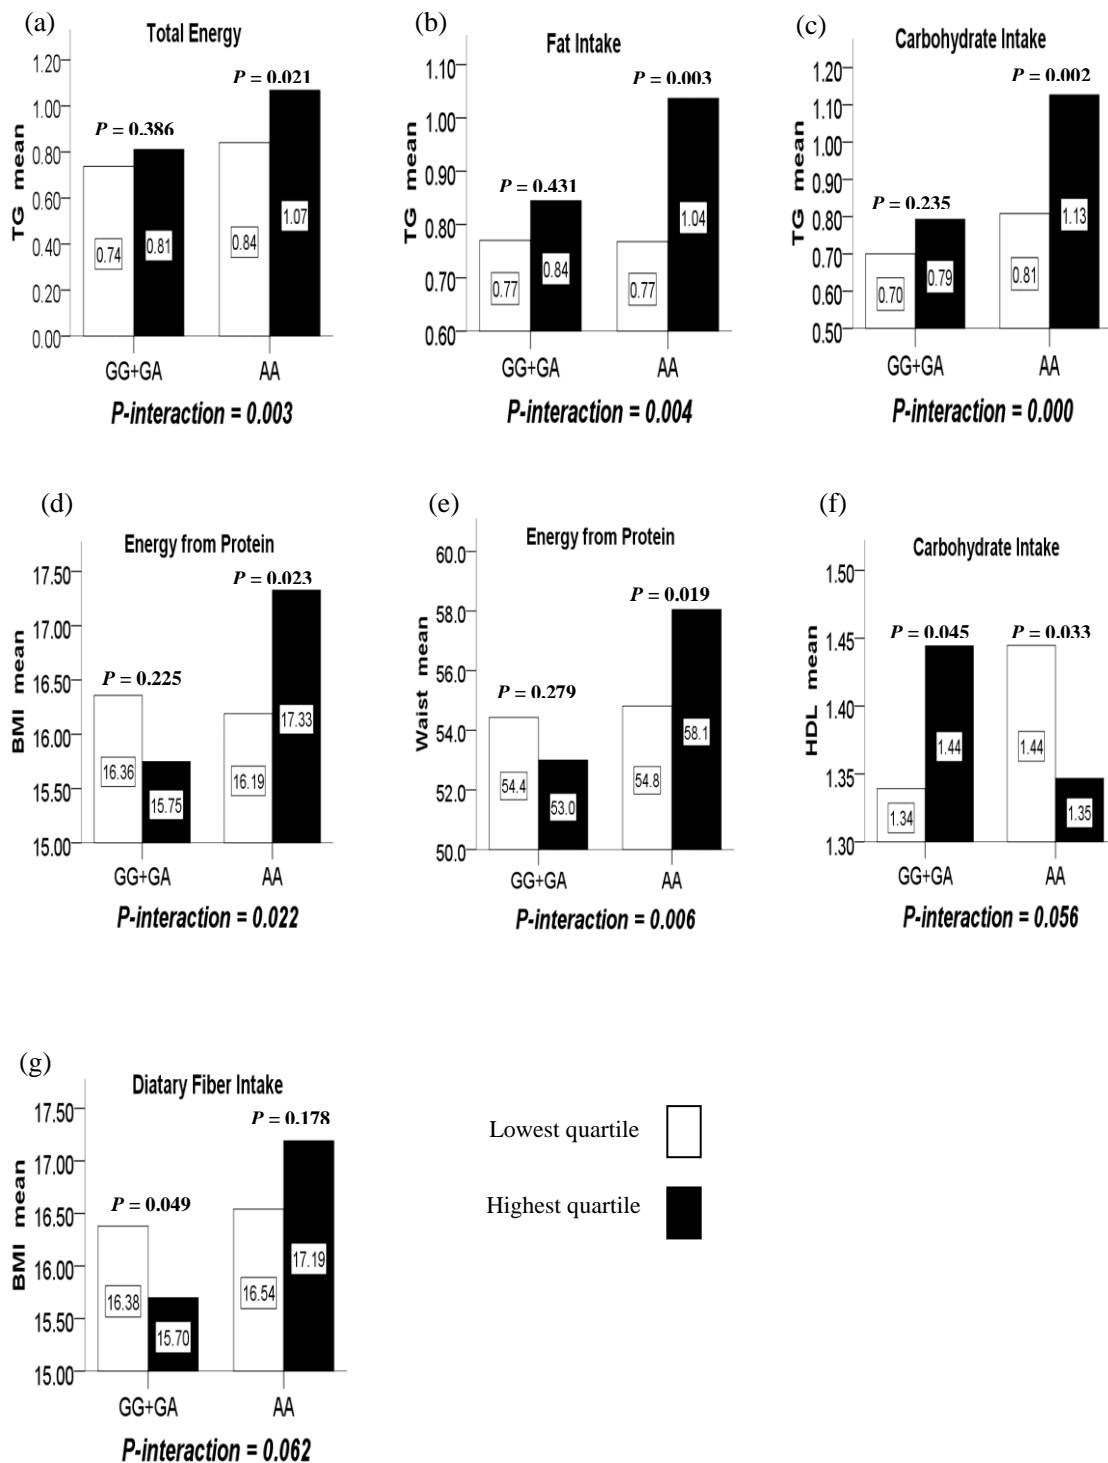 (a)
Total Energy
TG mean
1.20
1.00
0.80
0.60
0.40
0.20
0.00
P = 0.386
P = 0.021
0.74
0.81
0.84
1.07
GG+GA
AA
P-interaction = 0.003
(b)
Fat Intake
TG mean
1.10
1.00
0.90
0.80
0.70
0.60
P = 0.431
P = 0.003
0.77
0.84
0.77
1.04
GG+GA
AA
P-interaction = 0.004
(c)
Carbohydrate Intake
TG mean
1.20
1.10
1.00
0.90
0.80
0.70
0.60
0.50
P = 0.235
P = 0.002
0.70
0.79
0.81
1.13
GG+GA
AA
P-interaction = 0.000
(d)
Energy from Protein
BMI mean
17.50
17.00
16.50
16.00
15.50
15.00
P = 0.225
P = 0.023
16.36
15.75
16.19
17.33
GG+GA
AA
P-interaction = 0.022
(e)
Energy from Protein
Waist mean
60.0
58.0
56.0
54.0
52.0
50.0
P = 0.279
P = 0.019
54.4
53.0
54.8
58.1
GG+GA
AA
P-interaction = 0.006
(f)
Carbohydrate Intake
HDL mean
1.50
1.45
1.40
1.35
1.30
P = 0.045
P = 0.033
1.34
1.44
1.44
1.35
GG+GA
AA
P-interaction = 0.056
(g)
Diatary Fiber Intake
BMI mean
17.50
17.00
16.50
16.00
15.50
15.00
P = 0.049
P = 0.178
16.38
15.70
16.54
17.19
GG+GA
AA
P-interaction = 0.062
Lowest quartile
Highest quartile